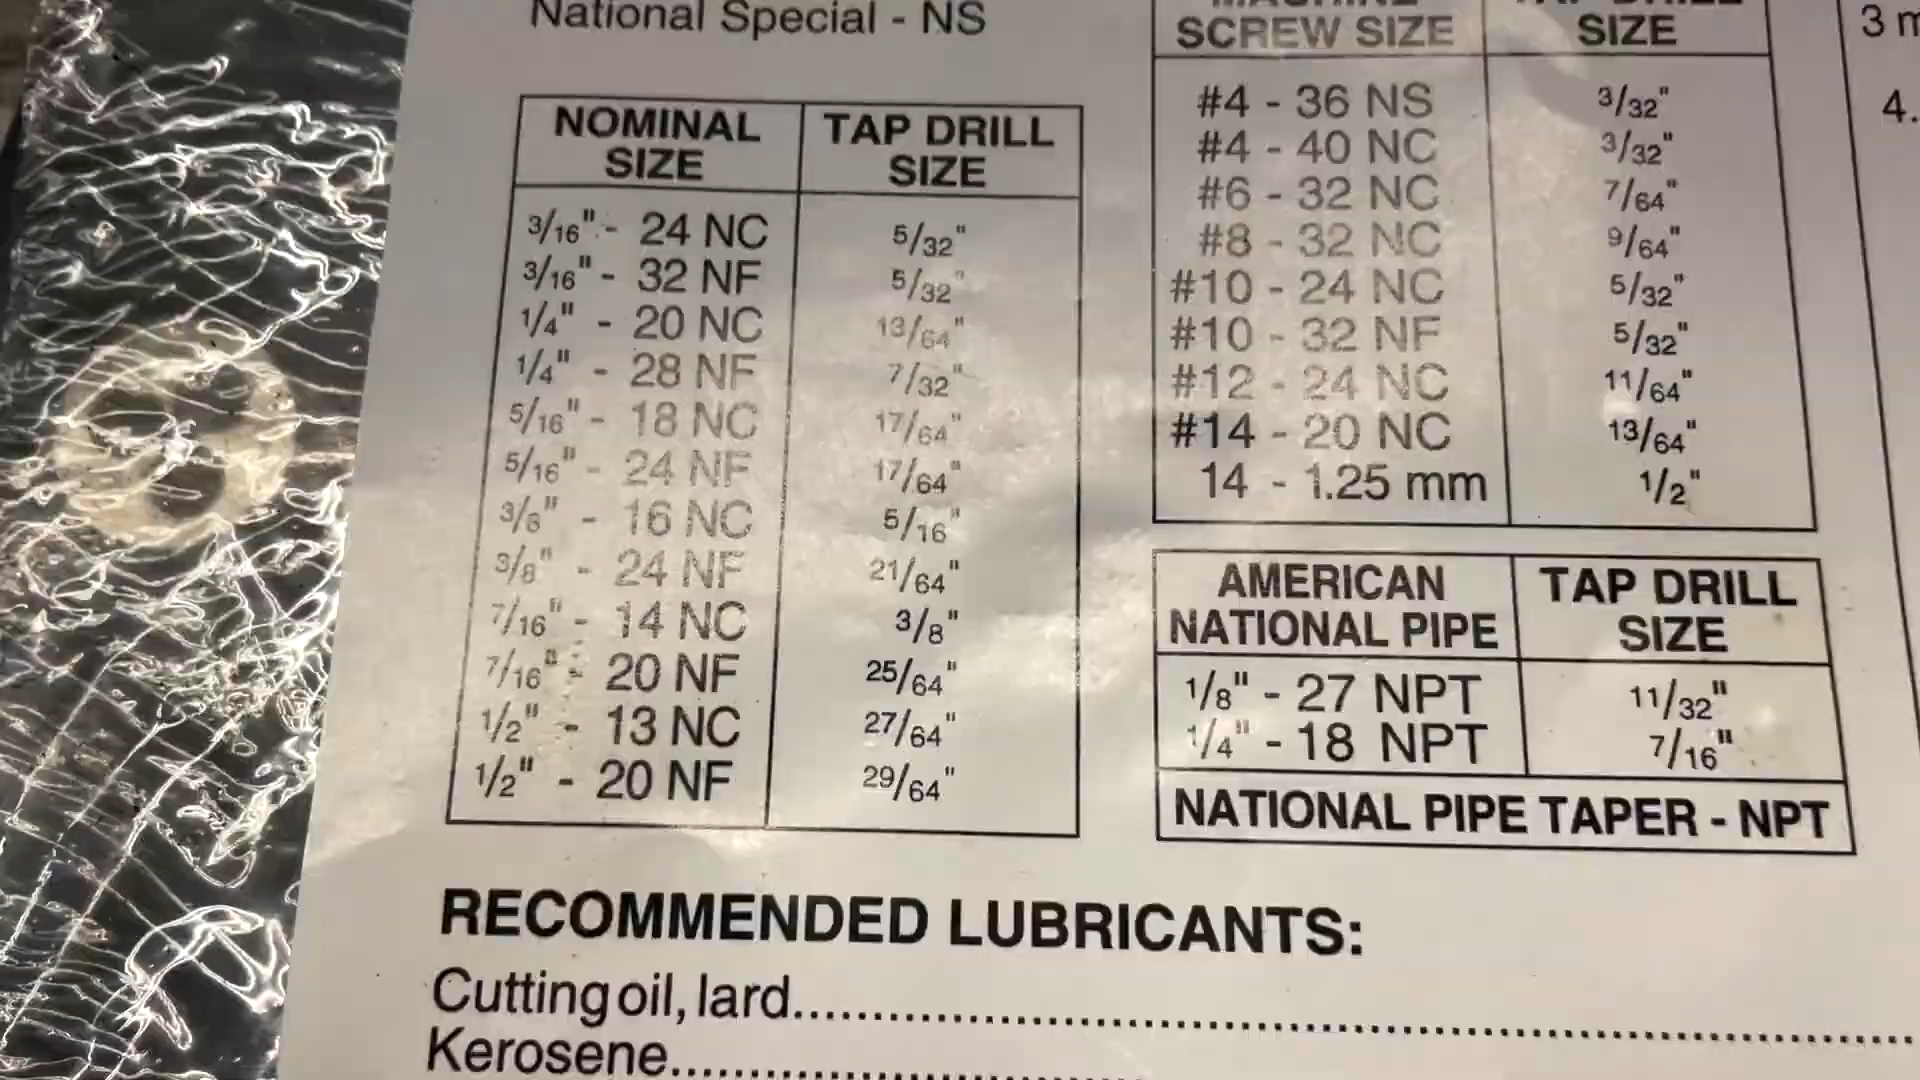 National Special - NS
NOMINAL SIZE TAP DRILL SIZE
3/16" - 24 NC 5/32"
3/16" - 32 NF 5/32"
1/4" - 20 NC 13/64"
1/4" - 28 NF 7/32"
5/16" - 18 NC 17/64"
5/16" - 24 NF 17/64"
3/8" - 16 NC 5/16"
3/8" - 24 NF 21/64"
7/16" - 14 NC 3/8"
7/16" - 20 NF 25/64"
1/2" - 13 NC 27/64"
1/2" - 20 NF 29/64"
MACHINE SCREW SIZE TAP DRILL SIZE
#4 - 36 NS 3/32"
#4 - 40 NC 3/32"
#6 - 32 NC 7/64"
#8 - 32 NC 9/64"
#10 - 24 NC 5/32"
#10 - 32 NF 5/32"
#12 - 24 NC 11/64"
#14 - 20 NC 13/64"
14 - 1.25 mm 1/2"
AMERICAN NATIONAL PIPE TAP DRILL SIZE
1/8" - 27 NPT 11/32"
1/4" - 18 NPT 7/16"
NATIONAL PIPE TAPER - NPT
3
4.
RECOMMENDED LUBRICANTS:
Cutting oil, lard
Kerosene